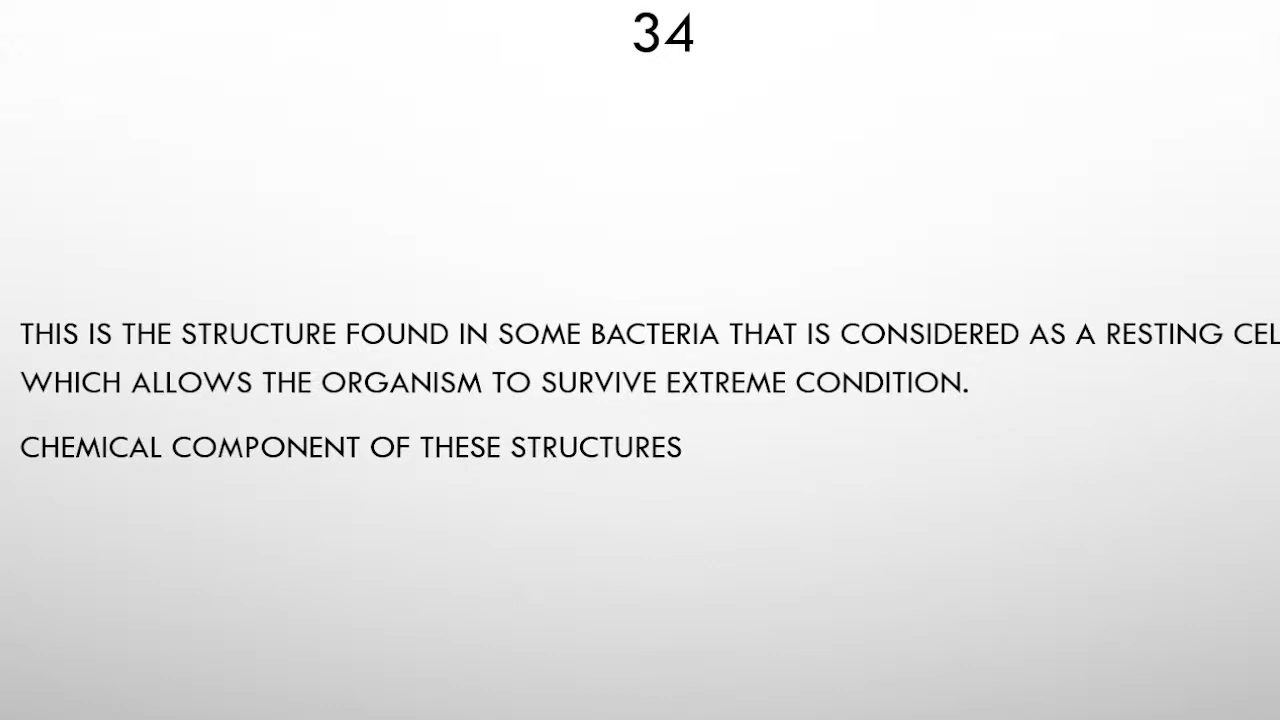 34
THIS IS THE STRUCTURE FOUND IN SOME BACTERIA THAT IS CONSIDERED AS A RESTING CEL
WHICH ALLOWS THE ORGANISM TO SURVIVE EXTREME CONDITION.
CHEMICAL COMPONENT OF THESE STRUCTURES